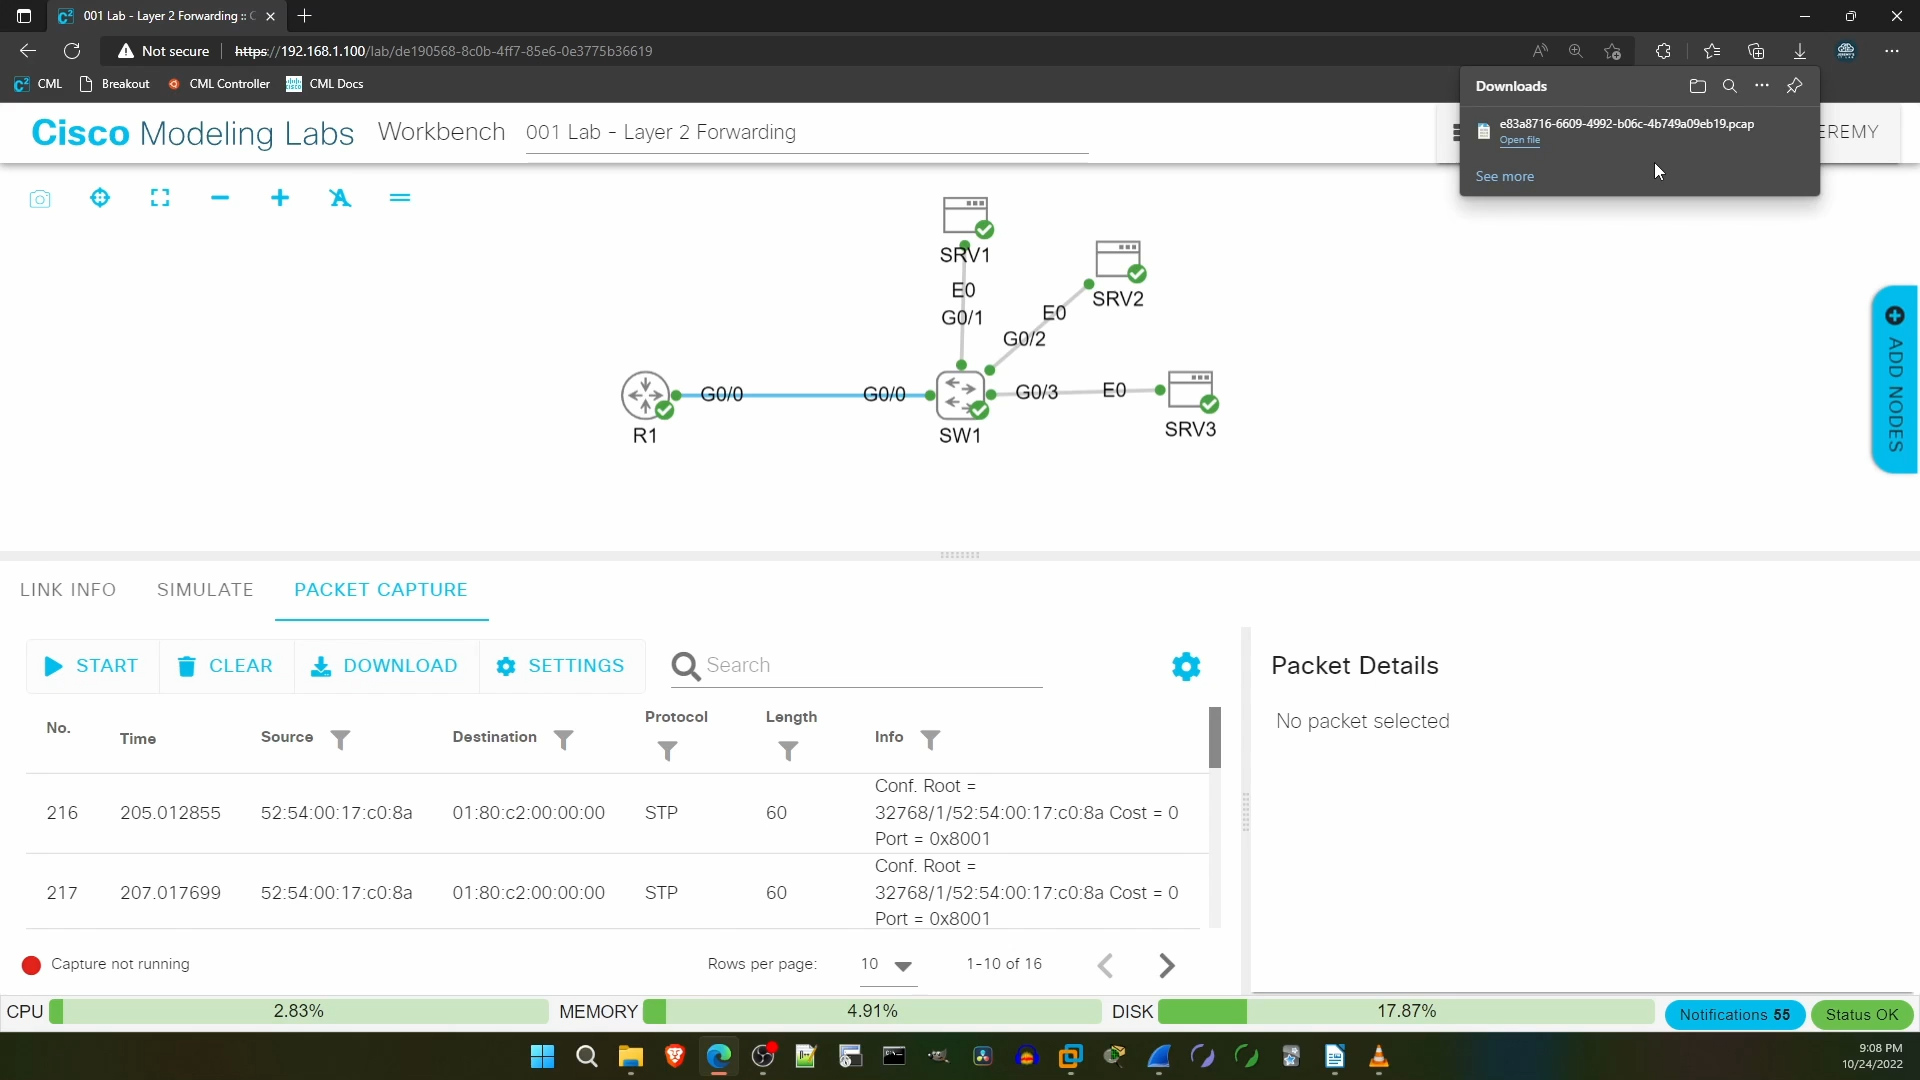 001 Lab - Layer 2 Forwarding :: C
Not secure
https://192.168.1.100/lab/de190568-8c0b-4ff7-85e6-0e3775b36619
CML
Breakout
CML Controller
CML Docs
Downloads
e83a8716-6609-4992-b06c-4b749a09eb19.pcap
Open file
See more
Cisco Modeling Labs
Workbench
001 Lab - Layer 2 Forwarding
EREMY
SRV1
E0
G0/1
SRV2
E0
G0/2
G0/0
G0/0
G0/3
E0
R1
SW1
SRV3
ADD NODES
LINK INFO
SIMULATE
PACKET CAPTURE
START
CLEAR
DOWNLOAD
SETTINGS
Search
No.
Time
Source
Destination
Protocol
Length
Info
216 205.012855 52:54:00:17:c0:8a 01:80:c2:00:00:00 STP 60
Conf. Root =
32768/1/52:54:00:17:c0:8a Cost = 0
Port = 0x8001
217 207.017699 52:54:00:17:c0:8a 01:80:c2:00:00:00 STP 60
Conf. Root =
32768/1/52:54:00:17:c0:8a Cost = 0
Port = 0x8001
Capture not running
Rows per page:
10
1-10 of 16
Packet Details
No packet selected
CPU 2.83%
MEMORY 4.91%
DISK 17.87%
Notifications 55
Status OK
9:08 PM
10/24/2022